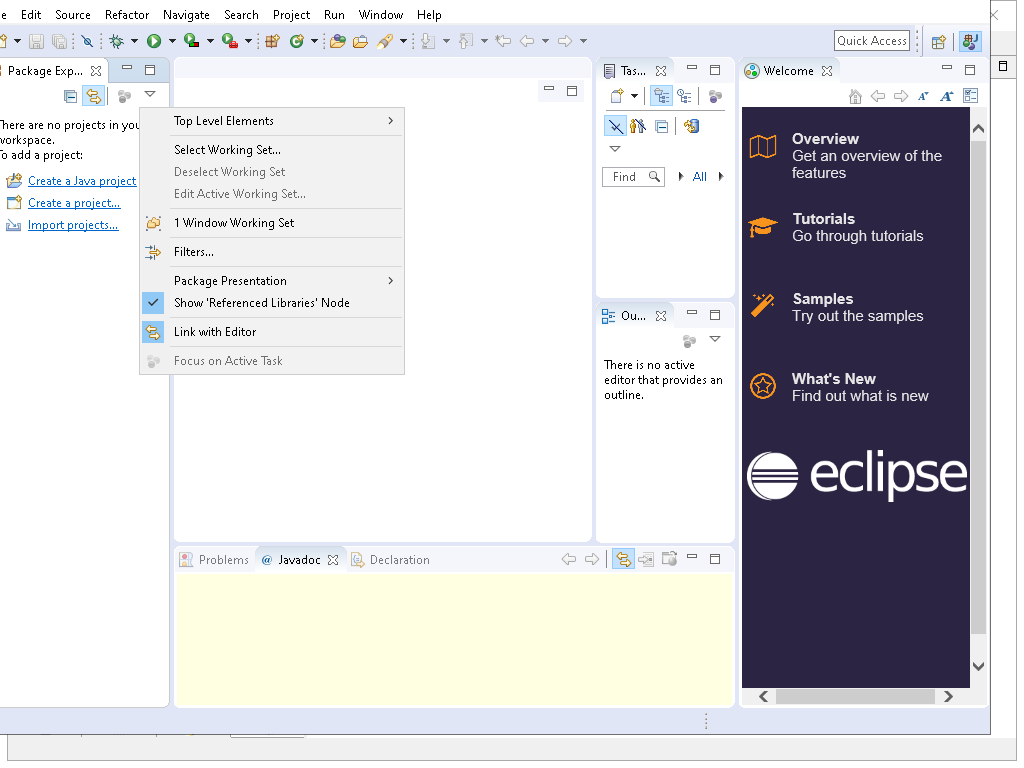 e Edit Source Refactor Navigate Search Project Run Window Help
Quick Access
Package Exp...
There are no projects in you
workspace.
To add a project:
Create a Java project
Create a project...
Import projects...
Top Level Elements
Select Working Set...
Deselect Working Set
Edit Active Working Set...
1 Window Working Set
Filters...
Package Presentation
Show 'Referenced Libraries' Node
Link with Editor
Focus on Active Task
Tas...
Find
All
Ou...
There is no active
editor that provides an
outline.
Welcome
Overview
Get an overview of the
features
Tutorials
Go through tutorials
Samples
Try out the samples
What's New
Find out what is new
eclipse
Problems @ Javadoc Declaration